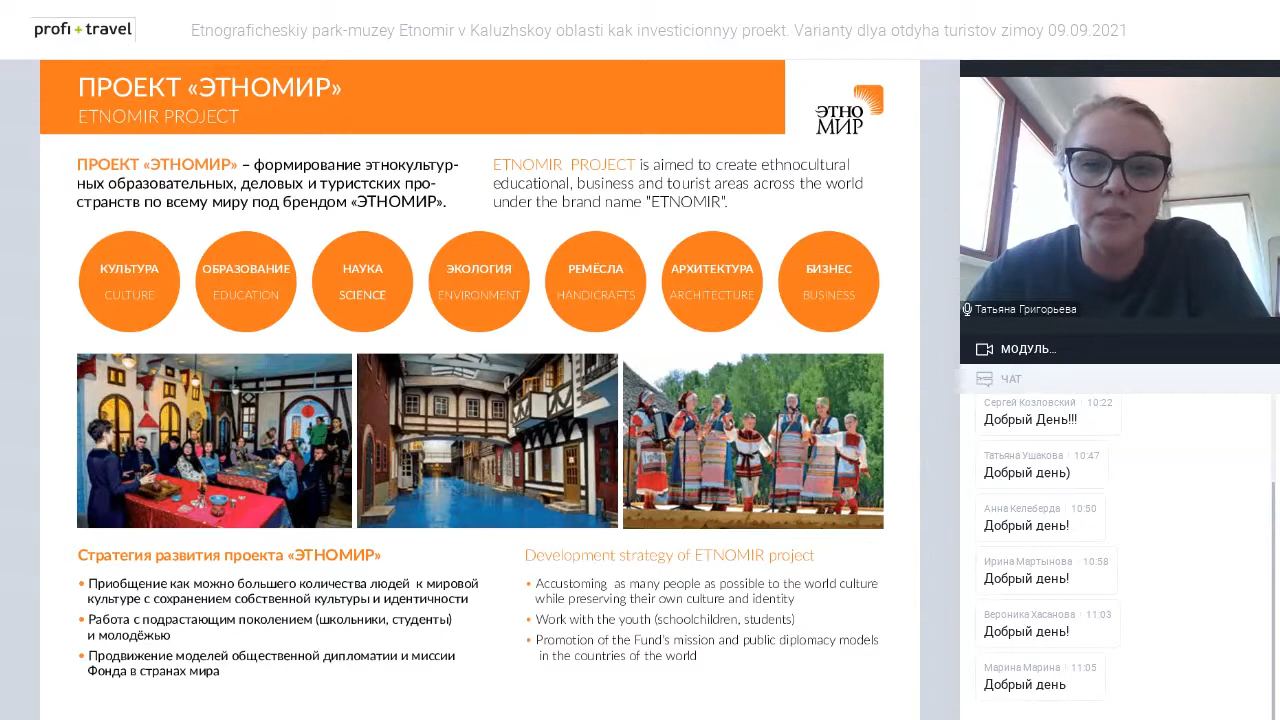 profi + travel
Etnograficheskiy park-muzey Etnomir v Kaluzhskoy oblasti kak investicionnyy proekt. Varianty dlya otdyha turistov zimoy 09.09.2021
ПРОЕКТ «ЭТНОМИР»
ETNOMIR PROJECT
ЭТНО
МИР
ПРОЕКТ «ЭТНОМИР» – формирование этнокультур-
ных образовательных, деловых и туристских про-
странств по всему миру под брендом «ЭТНОМИР».
ETNOMIR PROJECT is aimed to create ethnocultural
educational, business and tourist areas across the world
under the brand name "ETNOMIR".
КУЛЬТУРА
CULTURE
ОБРАЗОВАНИЕ
EDUCATION
НАУКА
SCIENCE
ЭКОЛОГИЯ
ENVIRONMENT
РЕМЁСЛА
HANDICRAFTS
АРХИТЕКТУРА
ARCHITECTURE
БИЗНЕС
BUSINESS
Стратегия развития проекта «ЭТНОМИР»
• Приобщение как можно большего количества людей к мировой
культуре с сохранением собственной культуры и идентичности
• Работа с подрастающим поколением (школьники, студенты)
и молодёжью
• Продвижение моделей общественной дипломатии и миссии
Фонда в странах мира
Development strategy of ETNOMIR project
• Accustoming as many people as possible to the world culture
while preserving their own culture and identity
• Work with the youth (schoolchildren, students)
• Promotion of the Fund's mission and public diplomacy models
in the countries of the world
Татьяна Григорьева
МОДУЛЬ...
ЧАТ
Сергей Козловский 10:22
Добрый День!!!
Татьяна Ушакова 10:47
Добрый день)
Анна Келеберда 10:50
Добрый день!
Ирина Мартынова 10:58
Добрый день!
Вероника Хасанова 11:03
Добрый день!
Марина Марина 11:05
Добрый день